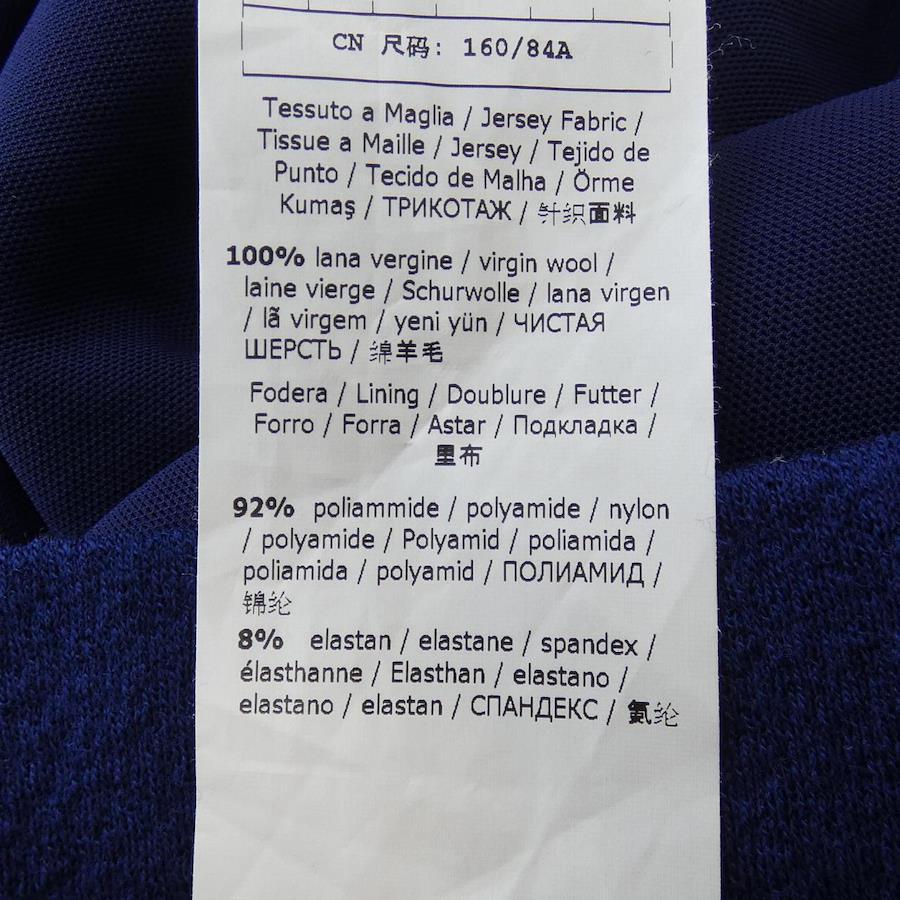 CN 尺码: 160/84A
Tessuto a Maglia / Jersey Fabric /
Tissue a Maille / Jersey / Tejido de
Punto / Tecido de Malha / Örme
Kumaş / ТРИКОТАЖ / 针织面料
100% lana vergine / virgin wool /
laine vierge / Schurwolle / lana virgen
/ lã virgem / yeni yün / ЧИСТАЯ
ШЕРСТЬ / 绵羊毛
Fodera / Lining / Doublure / Futter /
Forro / Forra / Astar / Подкладка /
里布
92% poliammide / polyamide / nylon
/ polyamide / Polyamid / poliamida /
poliamida / polyamid / ПОЛИАМИД /
锦纶
8% elastan / elastane / spandex /
élasthanne / Elasthan / elastano /
elastano / elastan / СПАНДЕКС / 氨纶